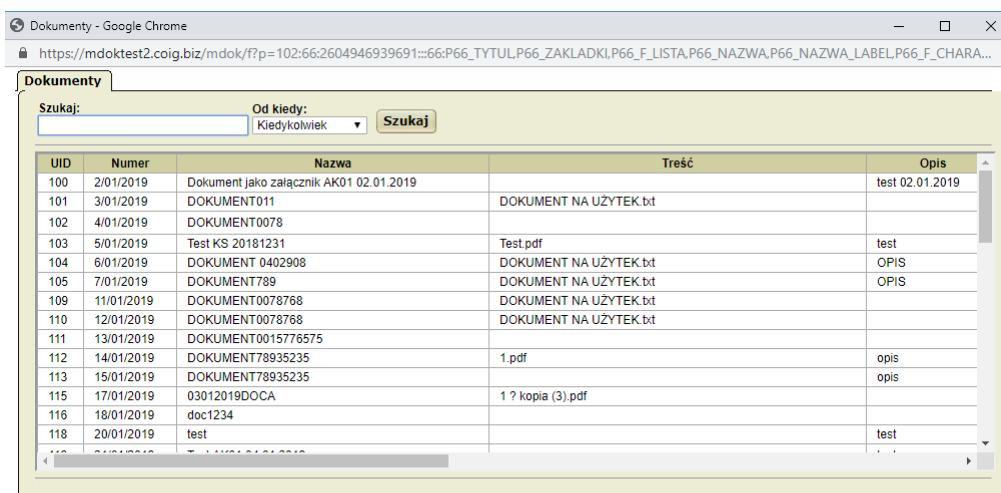 Dokumenty - Google Chrome
https://mdoktest2.coig.biz/mdok/f?p=102:66:2604946939691:::66:P66_TYTUL,P66_ZAKLADKI,P66_F_LISTA,P66_NAZWA,P66_NAZWA_LABEL,P66_F_CHARA...
Dokumenty
Szukaj: Od kiedy:
Kiedykolwiek Szukaj
UID Numer Nazwa Treść Opis
100 2/01/2019 Dokument jako załącznik AK01 02.01.2019 test 02.01.2019
101 3/01/2019 DOKUMENT011 DOKUMENT NA UŻYTEK.txt
102 4/01/2019 DOKUMENT0078
103 5/01/2019 Test KS 20181231 Test.pdf test
104 6/01/2019 DOKUMENT 0402908 DOKUMENT NA UŻYTEK.txt OPIS
105 7/01/2019 DOKUMENT789 DOKUMENT NA UŻYTEK.txt OPIS
109 11/01/2019 DOKUMENT0078768 DOKUMENT NA UŻYTEK.txt
110 12/01/2019 DOKUMENT0078768 DOKUMENT NA UŻYTEK.txt
111 13/01/2019 DOKUMENT0015776575
112 14/01/2019 DOKUMENT78935235 1.pdf opis
113 15/01/2019 DOKUMENT78935235 opis
115 17/01/2019 03012019DOCA 1 ? kopia (3).pdf
116 18/01/2019 doc1234
118 20/01/2019 test test